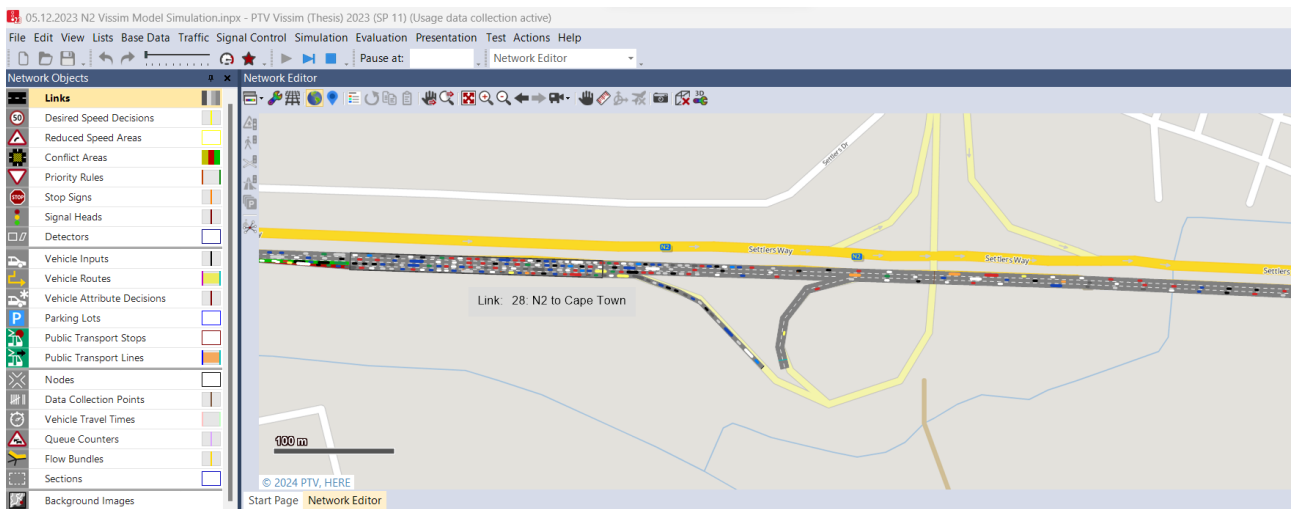 05.12.2023 N2 Vissim Model Simulation.inpx - PTV Vissim (Thesis) 2023 (SP 11) (Usage data collection active)
File Edit View Lists Base Data Traffic Signal Control Simulation Evaluation Presentation Test Actions Help
Pause at: Network Editor
Network Objects
Network Editor
Links
50 Desired Speed Decisions
Reduced Speed Areas
Conflict Areas
Priority Rules
STOP Stop Signs
Signal Heads
Detectors
Vehicle Inputs
Vehicle Routes
Vehicle Attribute Decisions
P Parking Lots
Public Transport Stops
Public Transport Lines
Nodes
Data Collection Points
Vehicle Travel Times
Queue Counters
Flow Bundles
Sections
Background Images
3D
P
Settlers Dr
N2
Settlers Way
N2
Settlers Way
Settlers
Link: 28: N2 to Cape Town
100 m
© 2024 PTV, HERE
Start Page Network Editor